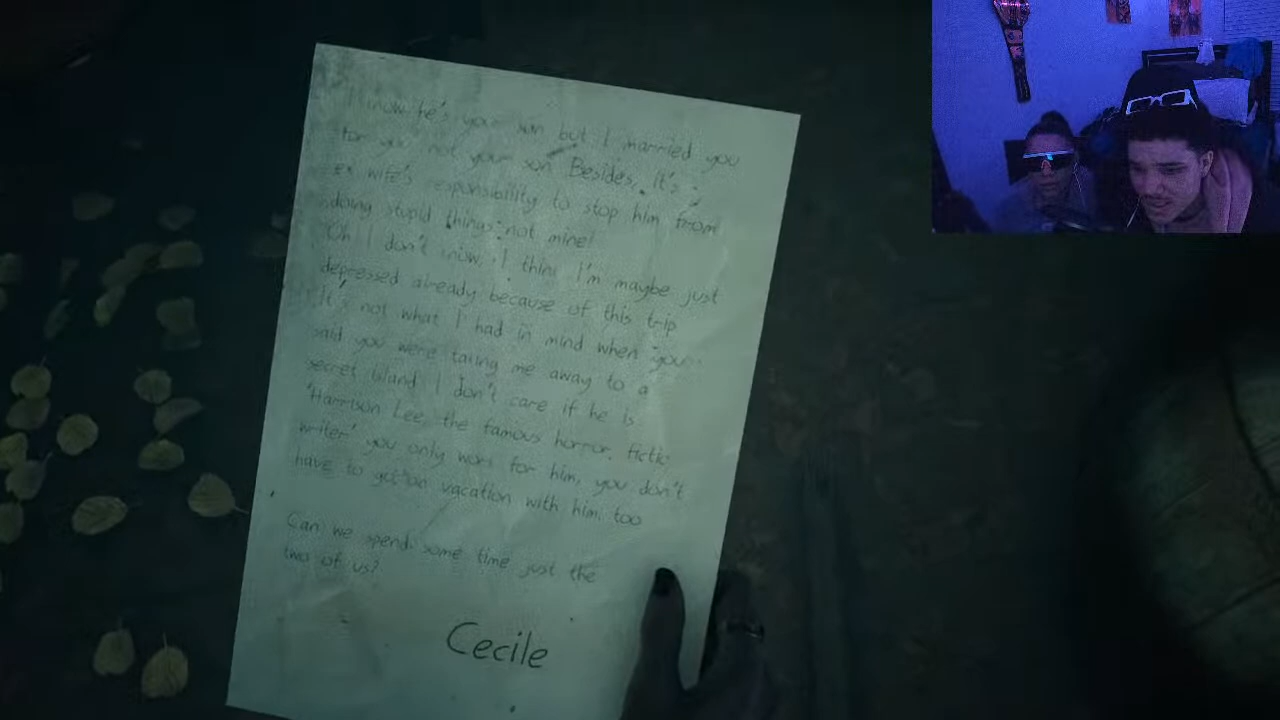 I know he's your son but I married you
for you not your son. Besides, it's
ex wife's responsibility to stop him from
doing stupid things not mine!
Oh I don't know. I think I'm maybe just
depressed already because of this trip
It's not what I had in mind when you
said you were taking me away to a
secret island I don't care if he is
'Harrison Lee, the famous horror. fictic
writer' you only work for him, you don't
have to get on vacation with him, too
Can we spend some time just the
two of us?
Cecile